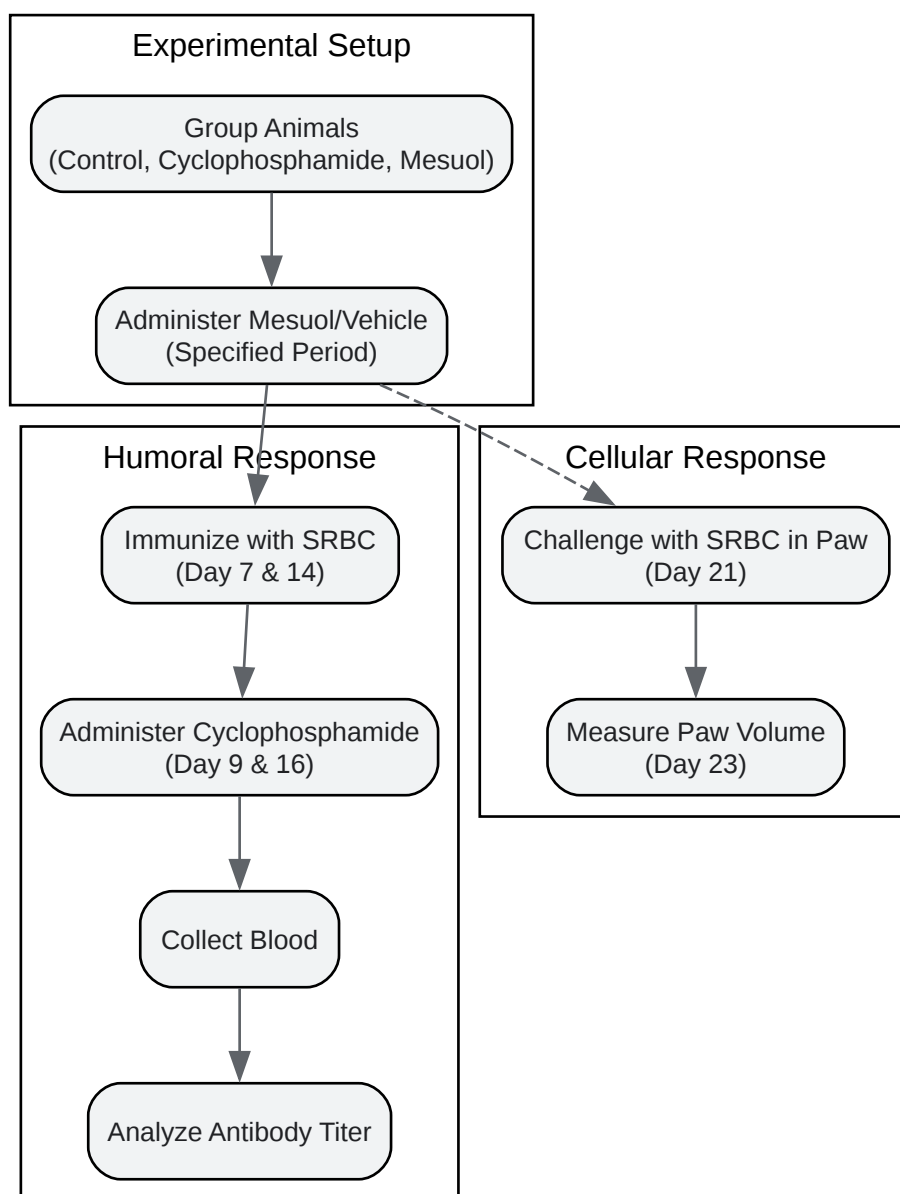 Experimental Setup
Group Animals
(Control, Cyclophosphamide, Mesuol)
Administer Mesuol/Vehicle
(Specified Period)
Humoral Response
Immunize with SRBC
(Day 7 & 14)
Administer Cyclophosphamide
(Day 9 & 16)
Collect Blood
Analyze Antibody Titer
Cellular Response
Challenge with SRBC in Paw
(Day 21)
Measure Paw Volume
(Day 23)